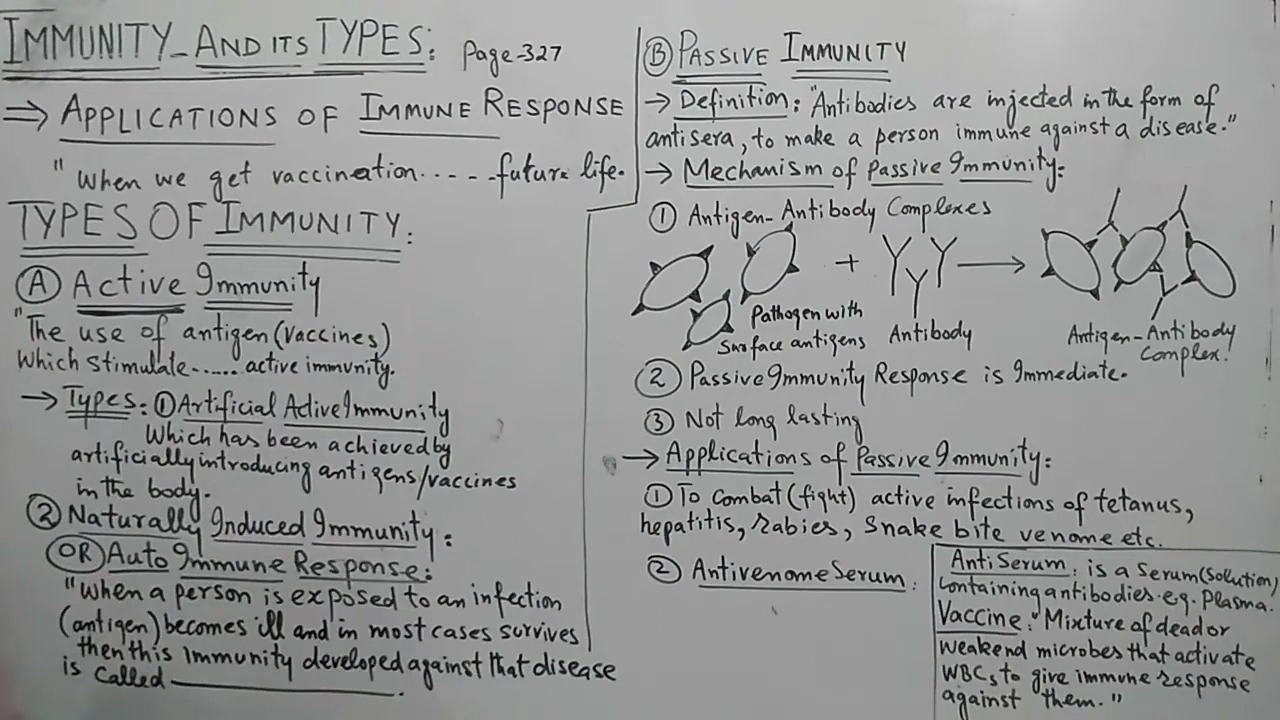 IMMUNITY AND ITS TYPES: Page-327
⇒ APPLICATIONS OF IMMUNE RESPONSE
"When we get vaccination.....future life.
TYPES OF IMMUNITY:
Ⓐ Active Immunity
"The use of antigen (vaccines)
which stimulate...... active immunity.
→ Types: ① Artificial Active Immunity
Which has been achieved by
artificially introducing antigens/vaccines
in the body.
② Naturally Induced Immunity:
OR Auto Immune Response:
"When a person is exposed to an infection
(antigen) becomes ill and in most cases survives
then this immunity developed against that disease
is called ____________.
Ⓑ PASSIVE IMMUNITY
→ Definition: "Antibodies are injected in the form of
antisera, to make a person immune against a disease."
→ Mechanism of Passive Immunity:
① Antigen-Antibody Complexes
+ →
Pathogen with
Surface antigens
Antibody
Antigen-Antibody
Complex.
② Passive Immunity Response is Immediate.
③ Not long lasting
→ Applications of Passive Immunity:
① To Combat (fight) active infections of tetanus,
hepatitis, rabies, snake bite venome etc.
② Antivenome Serum:
Anti Serum: is a Serum (Solution)
Containing antibodies. e.g. Plasma.
Vaccine: "Mixture of dead or
weakend microbes that activate
WBCs to give immune response
against them."